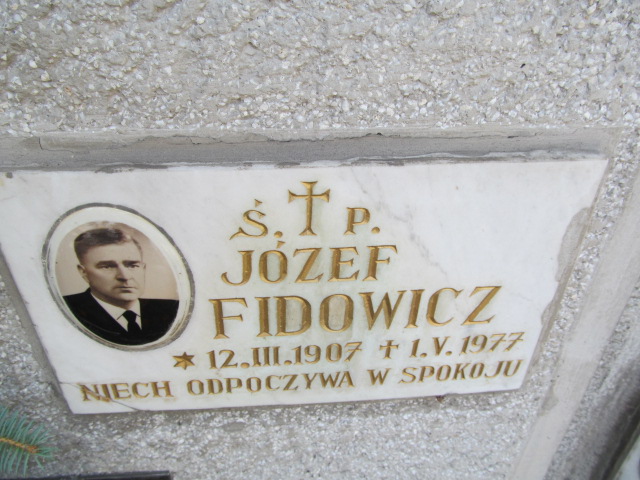 Ś. † P.
JÓZEF
FIDOWICZ
* 12.III.1907 † 1.V.1977
NIECH ODPOCZYWA W SPOKOJU